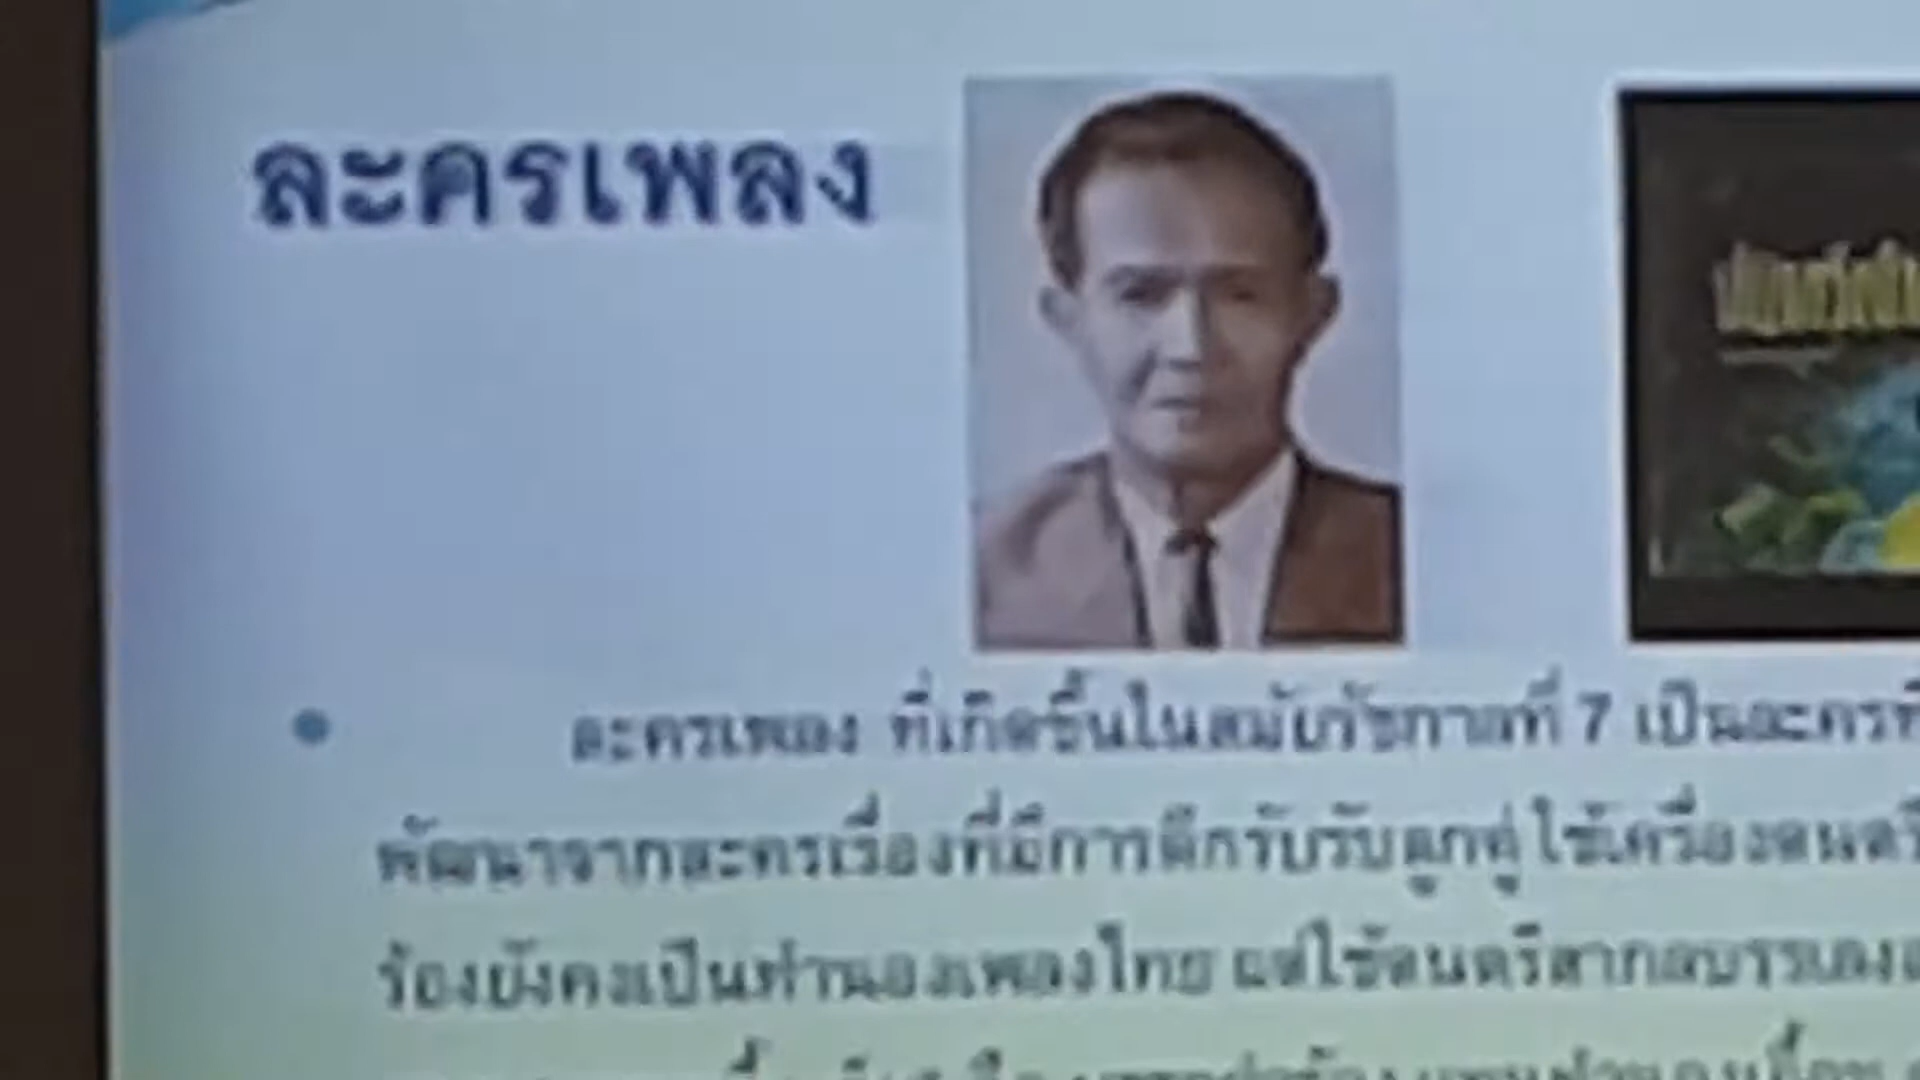 ละครเพลง
ละครเพลง ที่เกิดขึ้นในสมัยรัชกาลที่ 7 เป็นละครที่
พัฒนาจากละครเรื่องที่มีการตีกรับรับลูกคู่ ใช้เครื่องดนตรี
ร้องยังคงเป็นทำนองเพลงไทย แต่ใช้ดนตรีสากลบรรเลง